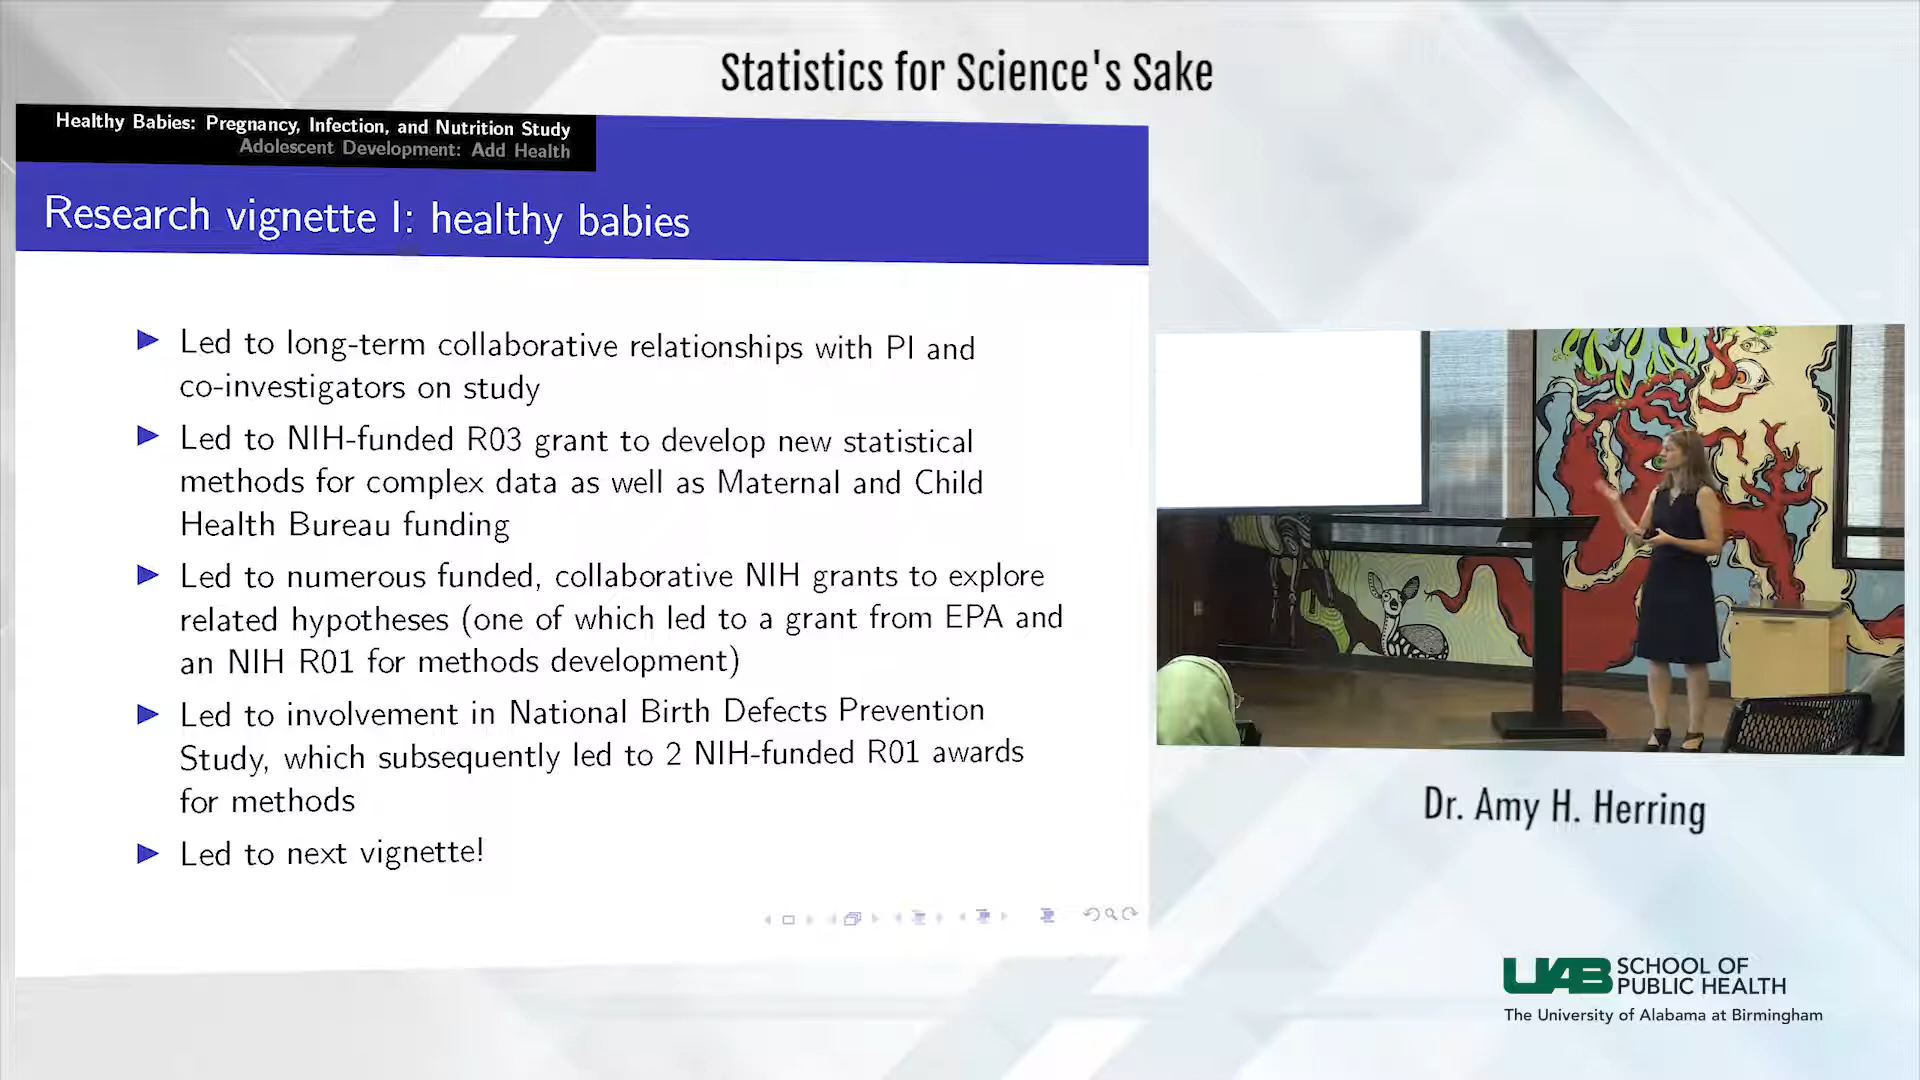 Statistics for Science's Sake
Healthy Babies: Pregnancy, Infection, and Nutrition Study
Adolescent Development: Add Health
Research vignette I: healthy babies
Led to long-term collaborative relationships with PI and
co-investigators on study
Led to NIH-funded R03 grant to develop new statistical
methods for complex data as well as Maternal and Child
Health Bureau funding
Led to numerous funded, collaborative NIH grants to explore
related hypotheses (one of which led to a grant from EPA and
an NIH R01 for methods development)
Led to involvement in National Birth Defects Prevention
Study, which subsequently led to 2 NIH-funded R01 awards
for methods
Led to next vignette!
Dr. Amy H. Herring
UAB SCHOOL OF
PUBLIC HEALTH
The University of Alabama at Birmingham